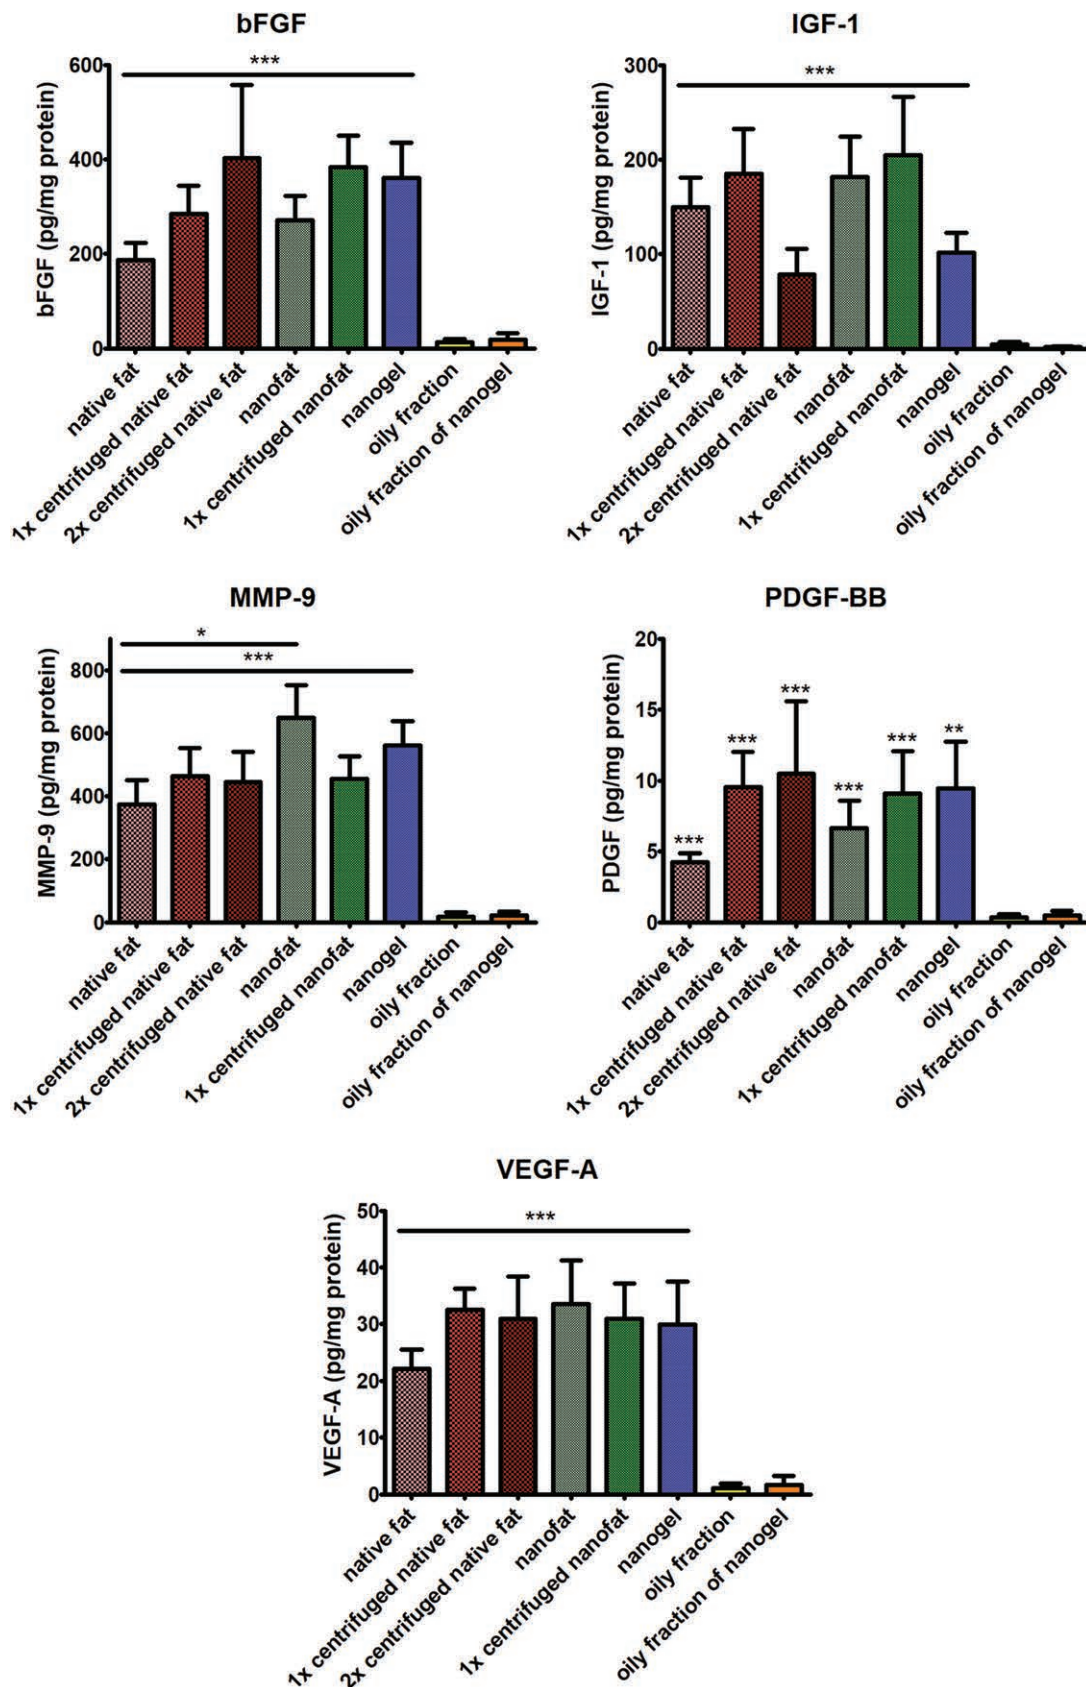 bFGF
***
600
400
200
0
bFGF (pg/mg protein)
native fat
1x centrifuged native fat
2x centrifuged native fat
nanofat
1x centrifuged nanofat
nanogel
oily fraction
oily fraction of nanogel
IGF-1
***
300
200
100
0
IGF-1 (pg/mg protein)
native fat
1x centrifuged native fat
2x centrifuged native fat
nanofat
1x centrifuged nanofat
nanogel
oily fraction
oily fraction of nanogel
MMP-9
*
***
800
600
400
200
0
MMP-9 (pg/mg protein)
native fat
1x centrifuged native fat
2x centrifuged native fat
nanofat
1x centrifuged nanofat
nanogel
oily fraction
oily fraction of nanogel
PDGF-BB
20
15
10
5
0
PDGF (pg/mg protein)
***
***
***
***
***
**
native fat
1x centrifuged native fat
2x centrifuged native fat
nanofat
1x centrifuged nanofat
nanogel
oily fraction
oily fraction of nanogel
VEGF-A
***
50
40
30
20
10
0
VEGF-A (pg/mg protein)
native fat
1x centrifuged native fat
2x centrifuged native fat
nanofat
1x centrifuged nanofat
nanogel
oily fraction
oily fraction of nanogel